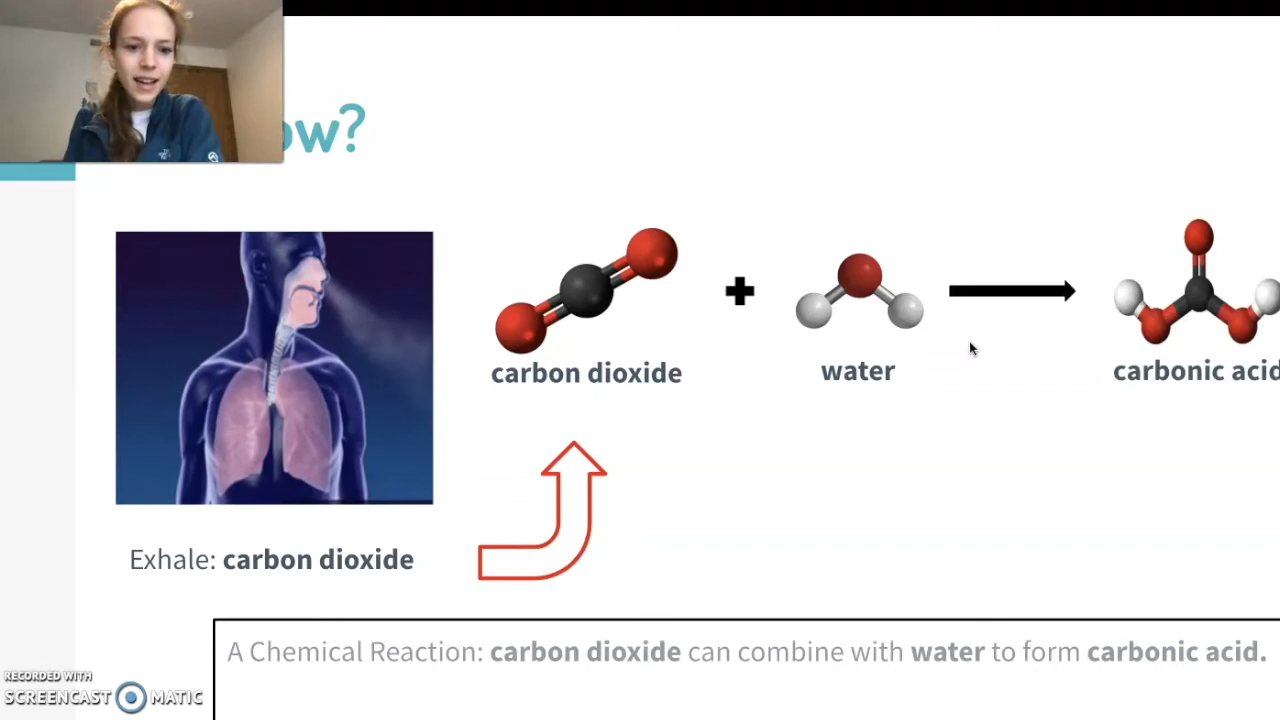 ow?
carbon dioxide
water
carbonic acid
Exhale: carbon dioxide
A Chemical Reaction: carbon dioxide can combine with water to form carbonic acid.
RECORDED WITH
SCREENCAST MATIC